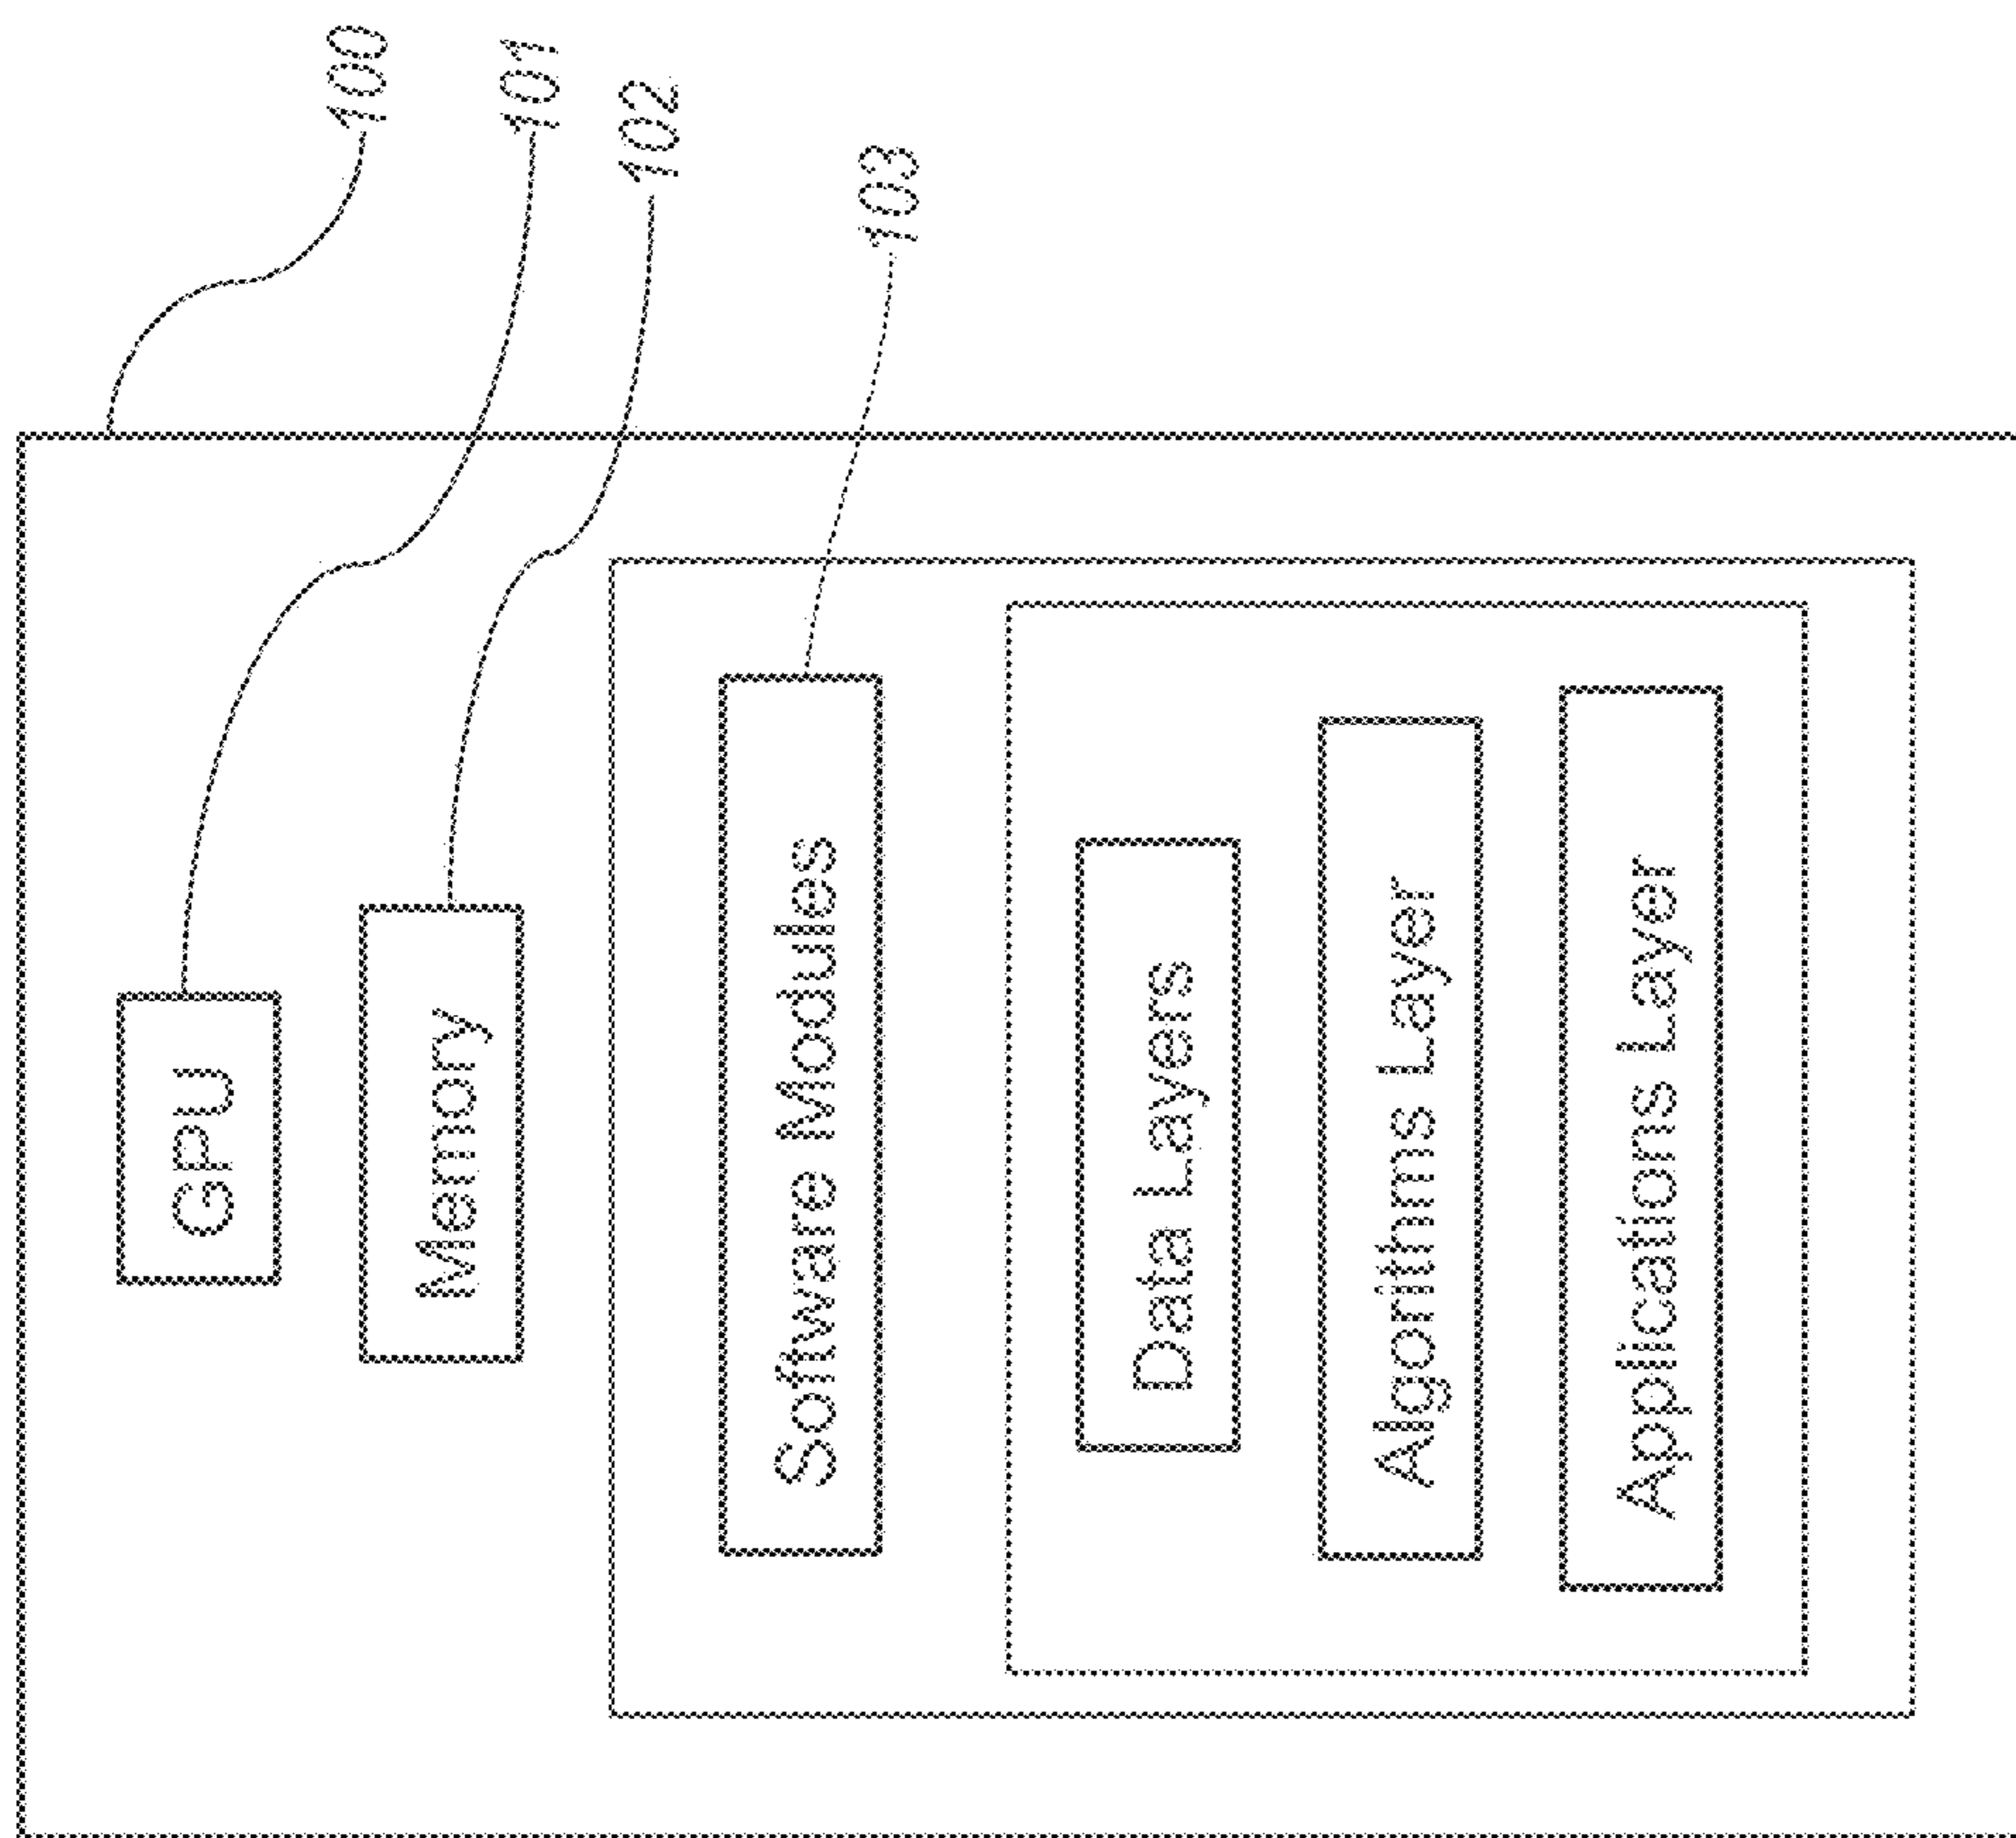 100
101
102
103
GPU
Memory
Software Modules
Data Layers
Algorithms Layer
Applications Layer